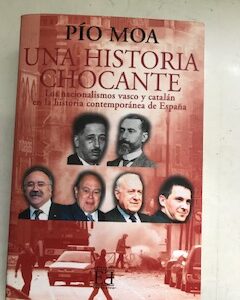 PÍO MOA
UNA HISTORIA
CHOCANTE
Los nacionalismos vasco y catalán
en la historia contemporánea de España